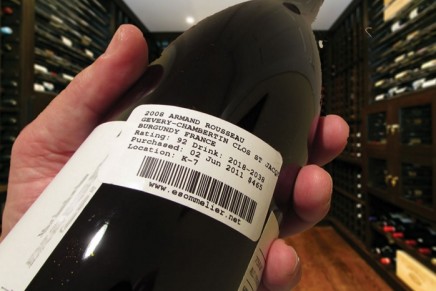 2008 ARMAND ROUSSEAU
GEVERY-CHAMBERTIN CLOS ST JACQ
BURGUNDY FRANCE
Rating: 92 Drink: 2018-2038
Purchased: 02 Jun 2011 $465
Location: K-7
www.esommelier.net